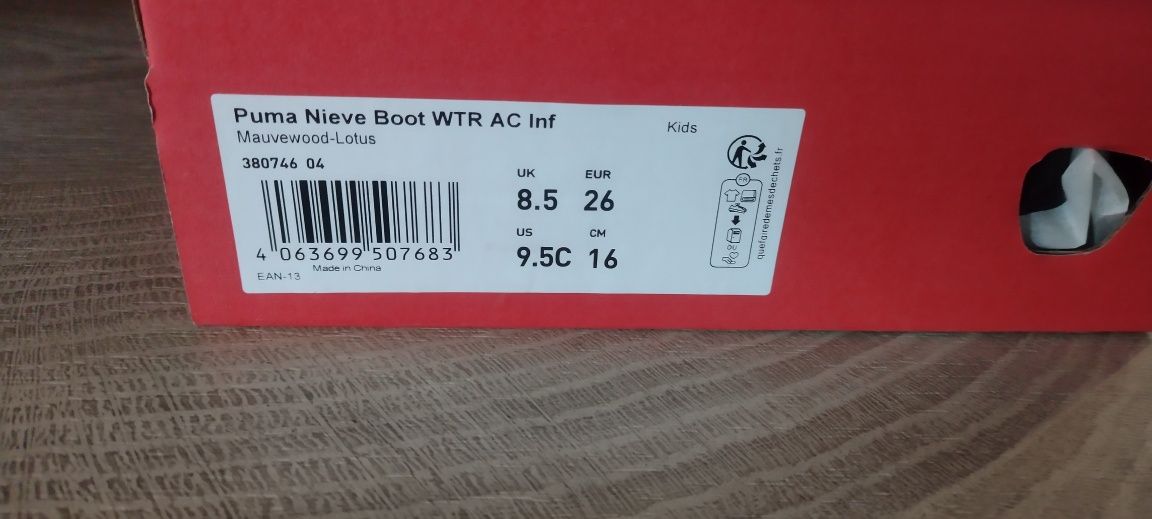 Puma Nieve Boot WTR AC Inf
Kids
Mauvewood-Lotus
380746 04
4 063699 507683
Made in China
EAN-13
UK EUR
8.5 26
US CM
9.5C 16
FR
quefairedemesdechets.fr